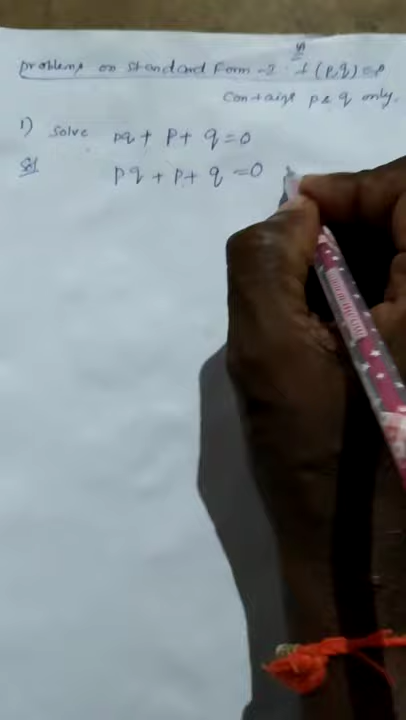 problems on standard Form -2 f(p,q)=0
Contains p & q only.
1) Solve pq + p + q = 0
Sol pq + p + q = 0